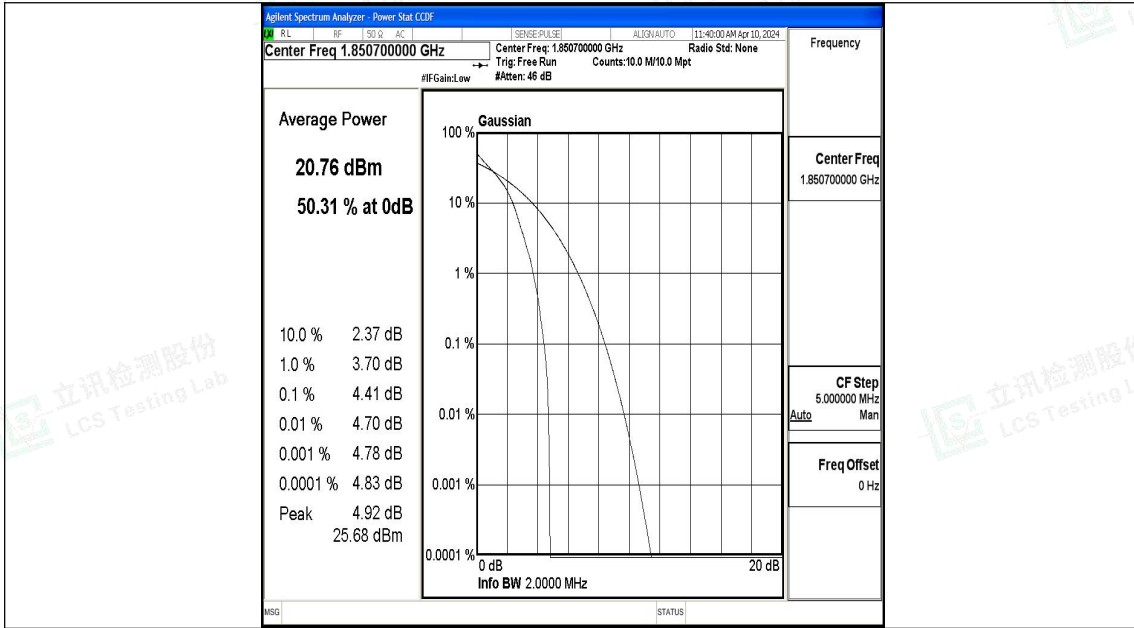 Agilent Spectrum Analyzer - Power Stat CCDF
RL RF 50 Ω AC SENSE:PULSE ALIGNAUTO 11:40:00 AM Apr 10, 2024
Center Freq 1.850700000 GHz
Center Freq: 1.850700000 GHz Radio Std: None
Trig: Free Run Counts:10.0 M/10.0 Mpt
#IFGain:Low #Atten: 46 dB
Frequency
Average Power
20.76 dBm
50.31 % at 0dB
10.0 % 2.37 dB
1.0 % 3.70 dB
0.1 % 4.41 dB
0.01 % 4.70 dB
0.001 % 4.78 dB
0.0001 % 4.83 dB
Peak 4.92 dB
25.68 dBm
Gaussian
100 %
10 %
1 %
0.1 %
0.01 %
0.001 %
0.0001 %
0 dB 20 dB
Info BW 2.0000 MHz
Center Freq
1.850700000 GHz
CF Step
5.000000 MHz
Auto Man
Freq Offset
0 Hz
MSG STATUS
立讯检测股份
LCS Testing Lab
立讯检测股份
LCS Testing L